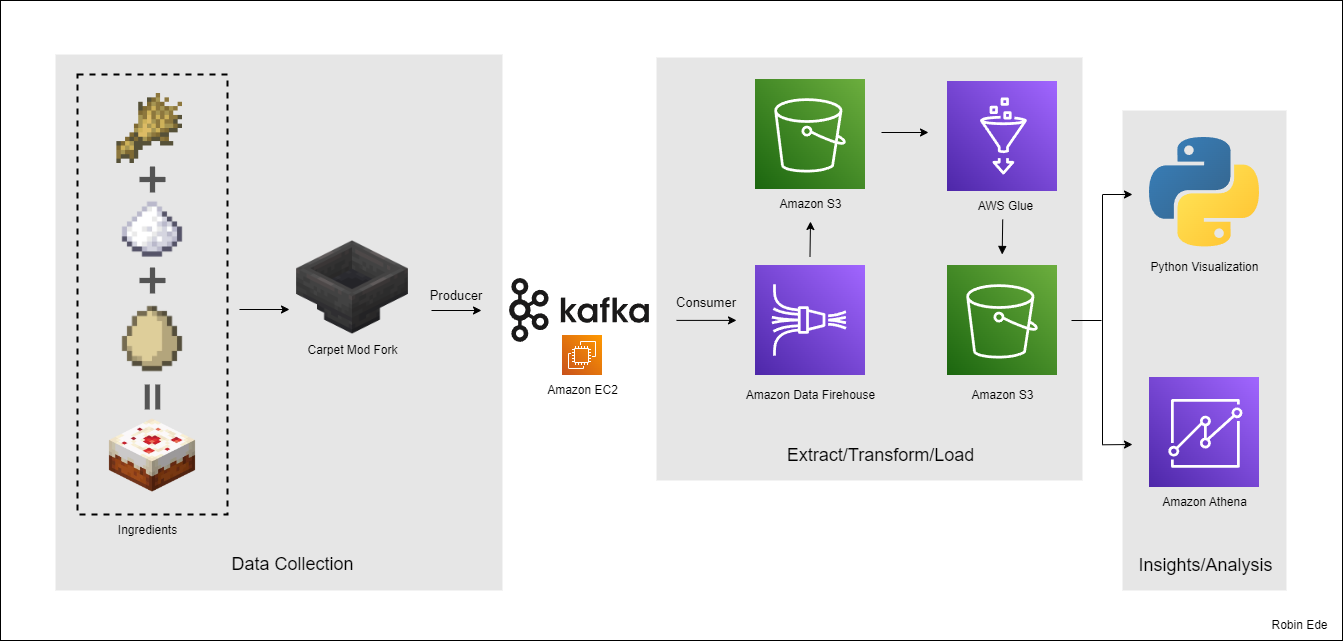 Ingredients
Carpet Mod Fork
Data Collection
Producer
kafka
Amazon EC2
Consumer
Amazon S3
AWS Glue
Amazon Data Firehouse
Amazon S3
Extract/Transform/Load
Python Visualization
Amazon Athena
Insights/Analysis
Robin Ede